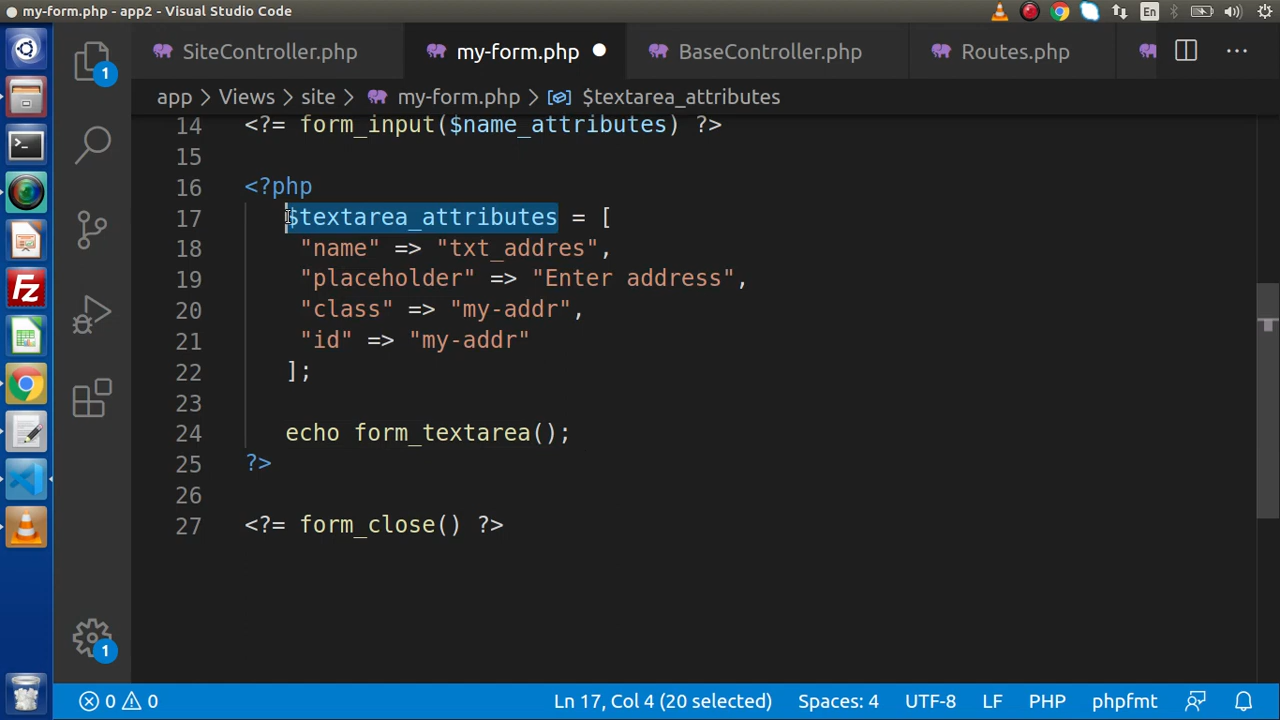 my-form.php - app2 - Visual Studio Code
En
SiteController.php
my-form.php
BaseController.php
Routes.php
app > Views > site > my-form.php > $textarea_attributes
14 <?= form_input($name_attributes) ?>
15
16 <?php
17 $textarea_attributes = [
18 "name" => "txt_addres",
19 "placeholder" => "Enter address",
20 "class" => "my-addr",
21 "id" => "my-addr"
22 ];
23
24 echo form_textarea();
25 ?>
26
27 <?= form_close() ?>
1
Fz
1
0 0
Ln 17, Col 4 (20 selected)
Spaces: 4
UTF-8
LF
PHP
phpfmt